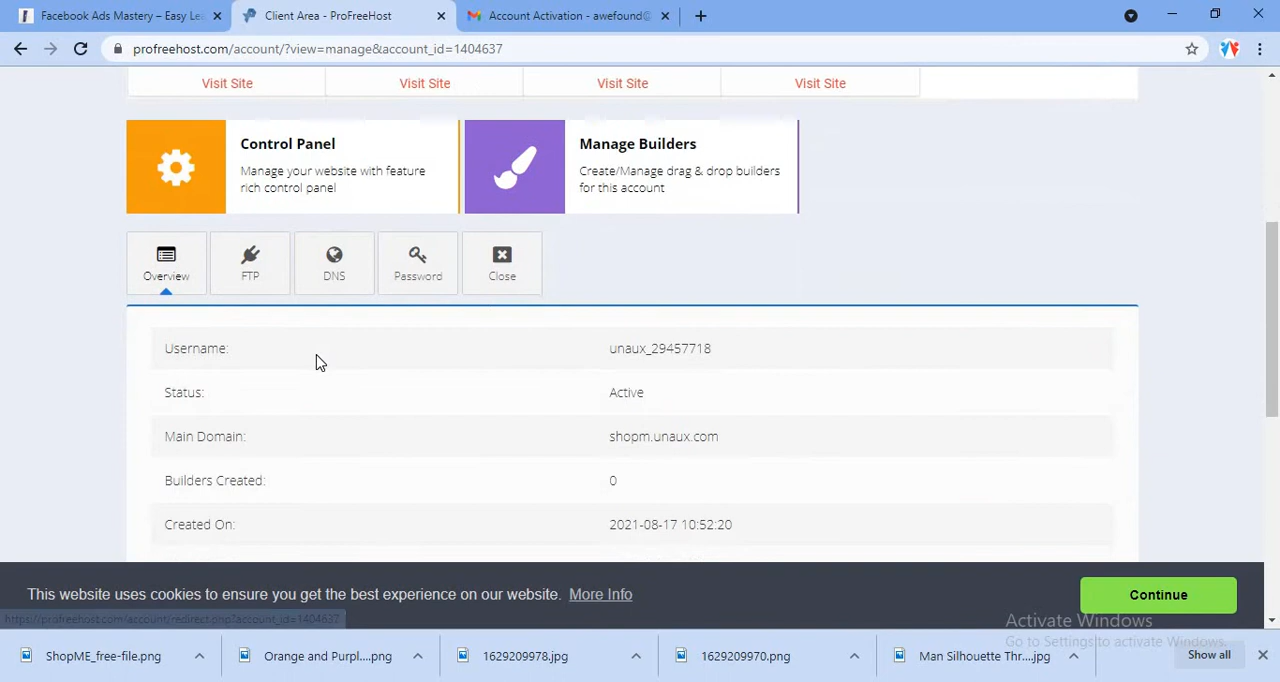 Facebook Ads Mastery – Easy Le
Client Area - ProFreeHost
Account Activation - awefound@
profreehost.com/account/?view=manage&account_id=1404637
Visit Site
Visit Site
Visit Site
Visit Site
Control Panel
Manage your website with feature
rich control panel
Manage Builders
Create/Manage drag & drop builders
for this account
Overview
FTP
DNS
Password
Close
Username:
unaux_29457718
Status:
Active
Main Domain:
shopm.unaux.com
Builders Created:
0
Created On:
2021-08-17 10:52:20
This website uses cookies to ensure you get the best experience on our website. More Info
Continue
https://profreehost.com/account/redirect.php?account_id=1404637
Activate Windows
Go to Settings to activate Windows.
ShopME_free-file.png
Orange and Purpl....png
1629209978.jpg
1629209970.png
Man Silhouette Thr....jpg
Show all